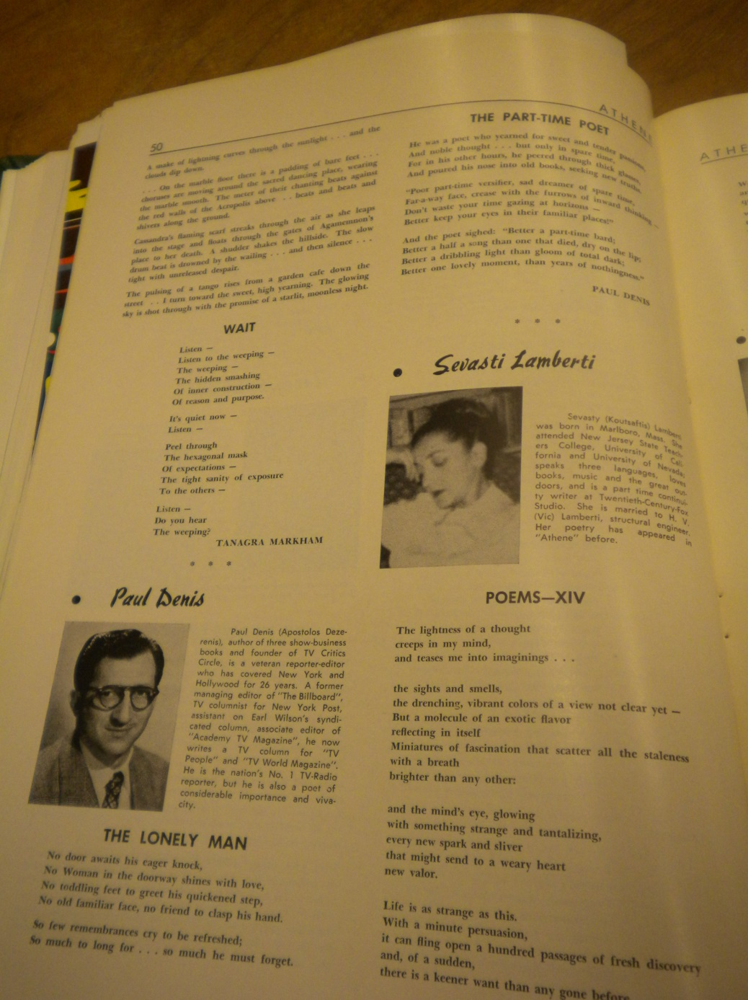 50
ATHENE
A snake of lightning curves through the sunlight . . . and the
clouds dip down.
. . . On the marble floor there is a padding of bare feet . . .
choruses are moving around the sacred dancing place, wearing
the marble smooth. The meter of their chanting beats against
the red walls of the Acropolis above . . beats and beats and
shivers along the ground.
Cassandra's flaming scarf streaks through the air as she leaps
into the stage and floats through the gates of Agamemnon's
place to her death. A shudder shakes the hillside. The slow
drum beat is drowned by the wailing . . . and then silence . . .
tight with unreleased despair.
The pulsing of a tango rises from a garden cafe down the
street . . I turn toward the sweet, high yearning. The glowing
sky is shot through with the promise of a starlit, moonless night.
WAIT
Listen —
Listen to the weeping —
The weeping —
The hidden smashing
Of inner construction —
Of reason and purpose.
It's quiet now —
Listen —
Peel through
The hexagonal mask
Of expectations —
The tight sanity of exposure
To the others —
Listen —
Do you hear
The weeping?
TANAGRA MARKHAM
* * *
• Paul Denis
Paul Denis (Apostolos Deze-
renis), author of three show-business
books and founder of TV Critics
Circle, is a veteran reporter-editor
who has covered New York and
Hollywood for 26 years. A former
managing editor of "The Billboard",
TV columnist for New York Post,
assistant on Earl Wilson's syndi-
cated column, associate editor of
"Academy TV Magazine", he now
writes a TV column for "TV
People" and "TV World Magazine".
He is the nation's No. 1 TV-Radio
reporter, but he is also a poet of
considerable importance and viva-
city.
THE LONELY MAN
No door awaits his eager knock,
No Woman in the doorway shines with love,
No toddling feet to greet his quickened step,
No old familiar face, no friend to clasp his hand.
So few remembrances cry to be refreshed;
So much to long for . . . so much he must forget.
THE PART-TIME POET
He was a poet who yearned for sweet and tender passions,
And noble thought . . . but only in spare time,
For in his other hours, he peered through thick glasses,
And poured his nose into old books, seeking new truths.
"Poor part-time versifier, sad dreamer of spare time,
Far-a-way face, crease with the furrows of inward thinking —
Don't waste your time gazing at horizons —
Better keep your eyes in their familiar places!"
And the poet sighed: "Better a part-time bard;
Better a half a song than one that died, dry on the lip;
Better a dribbling light than gloom of total dark;
Better one lovely moment, than years of nothingness."
PAUL DENIS
* * *
• Sevasti Lamberti
Sevasty (Koutsaftis) Lamberti
was born in Marlboro, Mass. She
attended New Jersey State Teach-
ers College, University of Cali-
fornia and University of Nevada;
speaks three languages, loves
books, music and the great out-
doors, and is a part time continui-
ty writer at Twentieth-Century-Fox
Studio. She is married to H. V.
(Vic) Lamberti, structural engineer.
Her poetry has appeared in
"Athene" before.
POEMS—XIV
The lightness of a thought
creeps in my mind,
and teases me into imaginings . . .
the sights and smells,
the drenching, vibrant colors of a view not clear yet —
But a molecule of an exotic flavor
reflecting in itself
Miniatures of fascination that scatter all the staleness
with a breath
brighter than any other:
and the mind's eye, glowing
with something strange and tantalizing,
every new spark and sliver
that might send to a weary heart
new valor.
Life is as strange as this.
With a minute persuasion,
it can fling open a hundred passages of fresh discovery
and, of a sudden,
there is a keener want than any gone before
ATHE